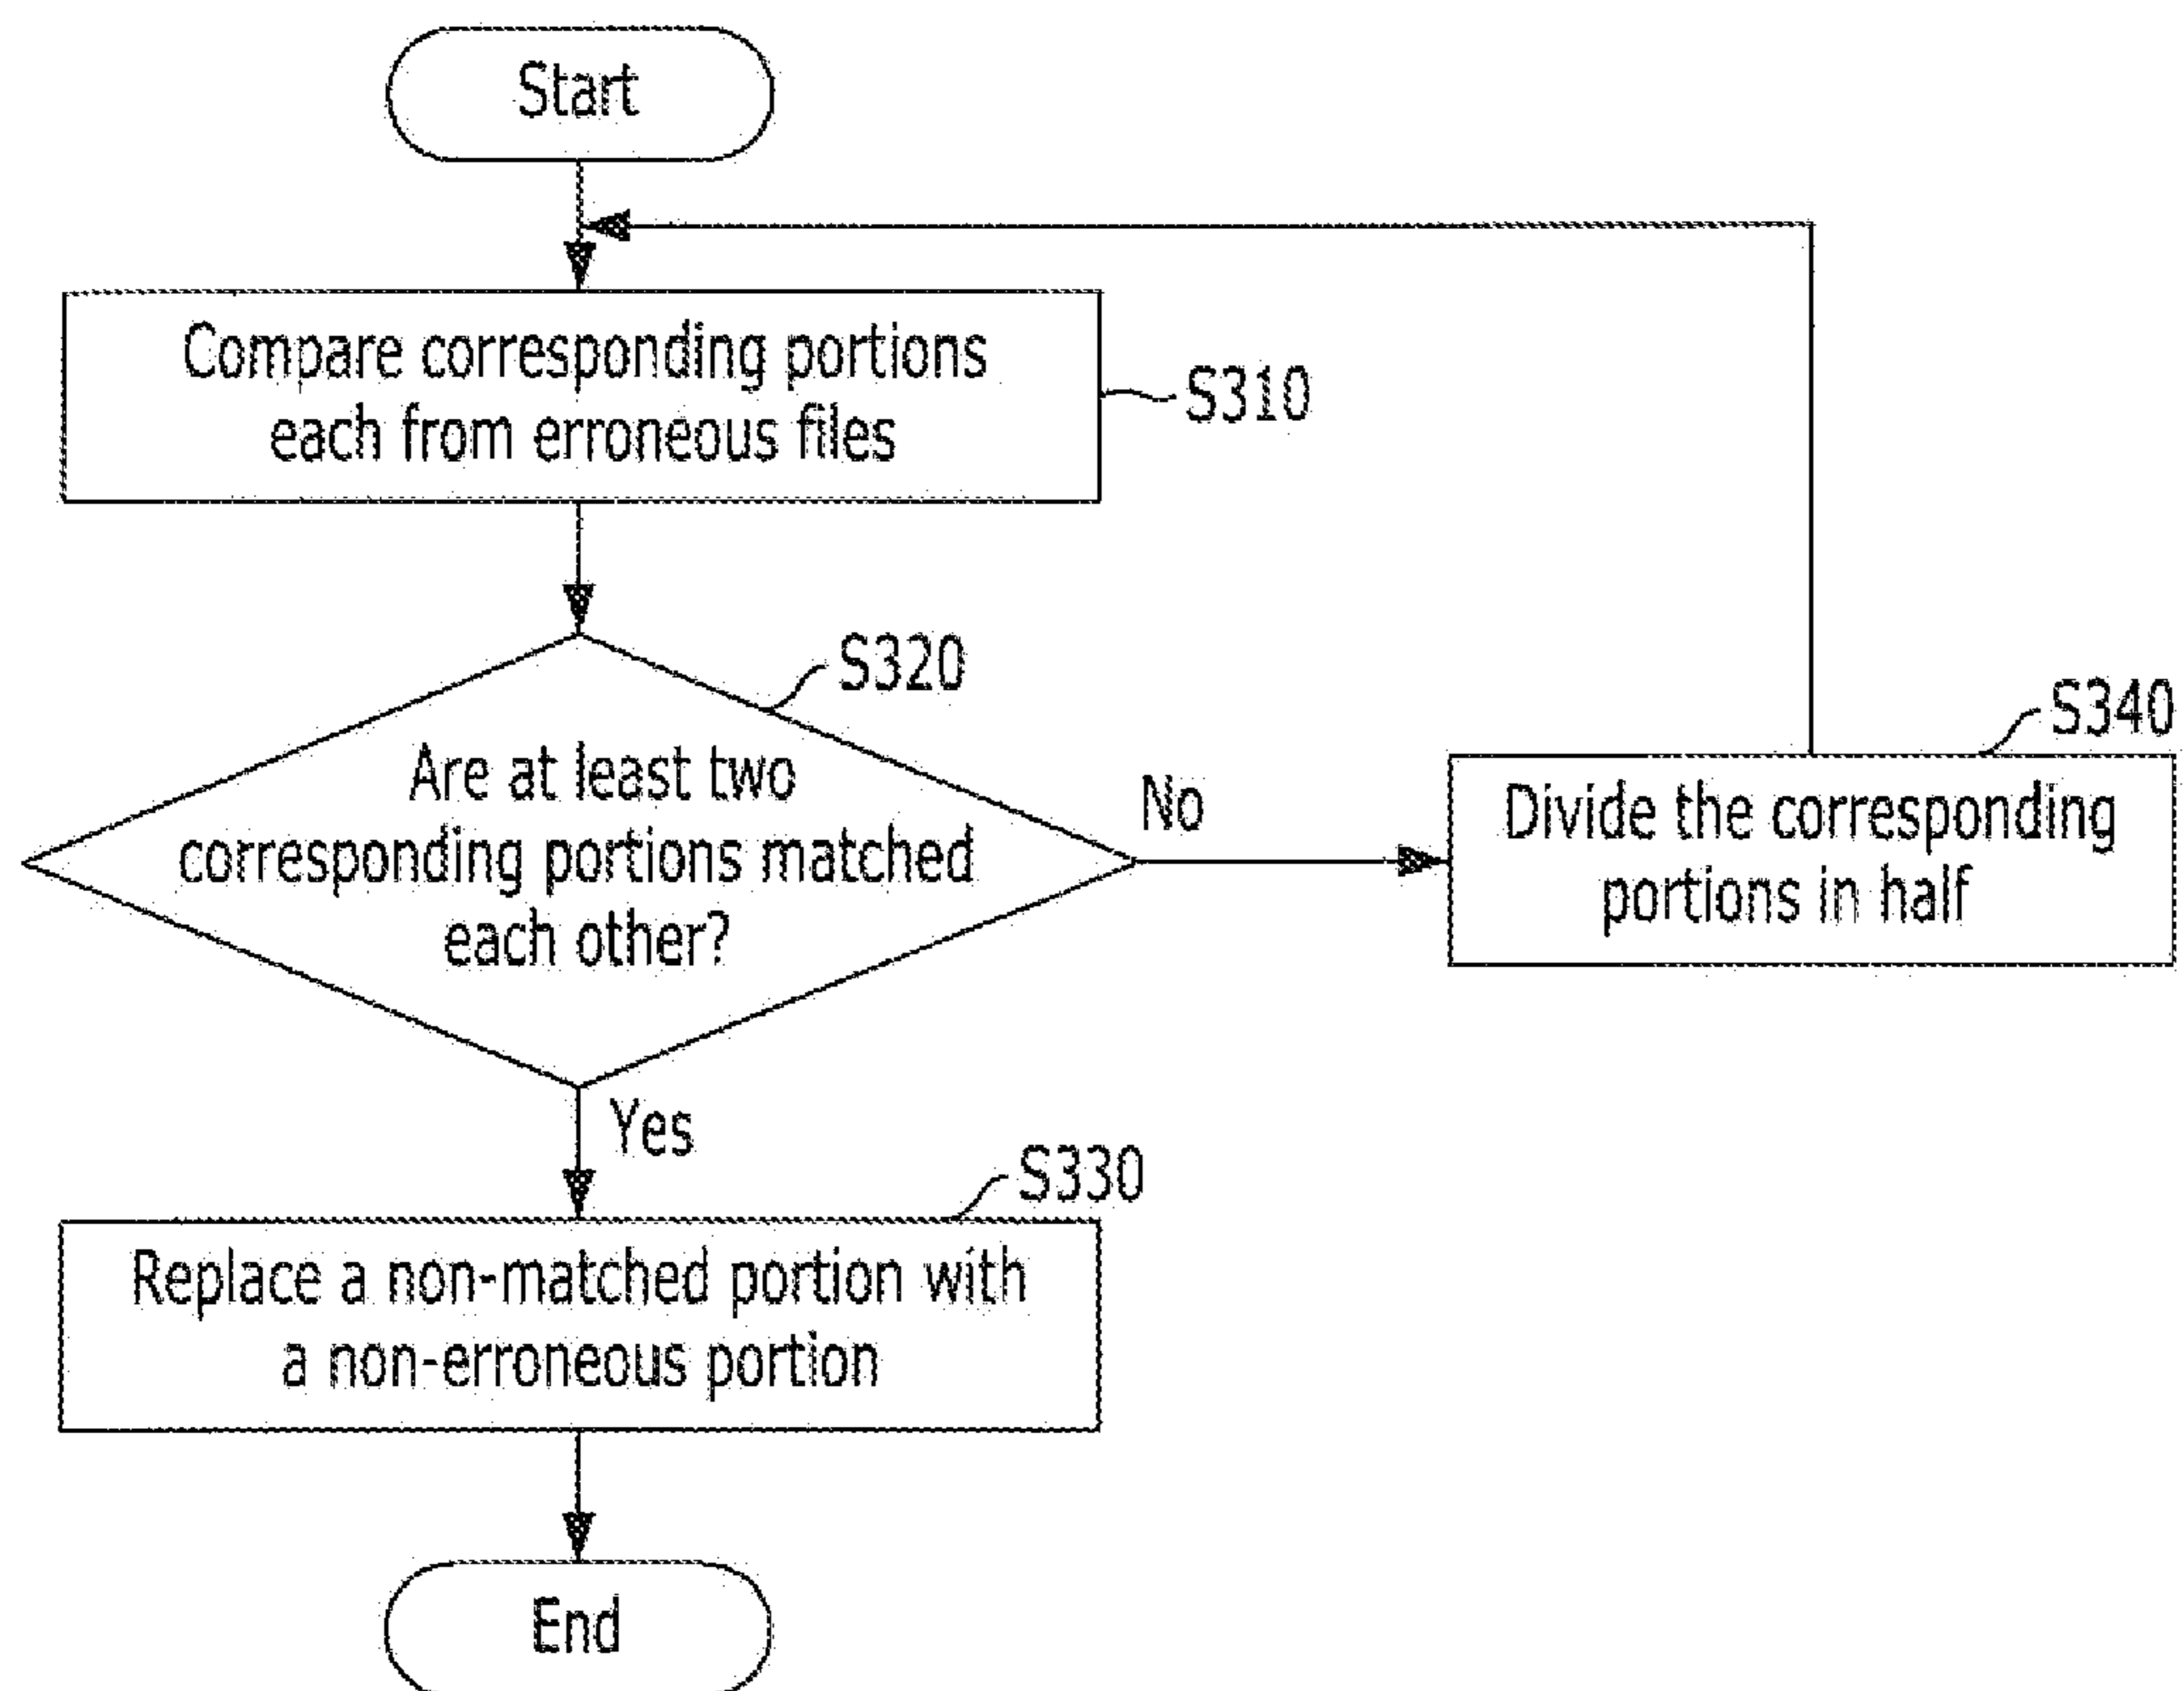 Start
Compare corresponding portions
each from erroneous files
S310
S320
Are at least two
corresponding portions matched
each other?
No
S340
Divide the corresponding
portions in half
Yes
S330
Replace a non-matched portion with
a non-erroneous portion
End